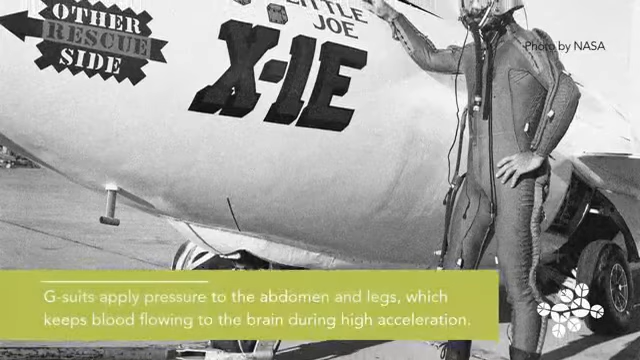 OTHER
RESCUE
SIDE
LITTLE
JOE
X-1E
Photo by NASA
G-suits apply pressure to the abdomen and legs, which
keeps blood flowing to the brain during high acceleration.